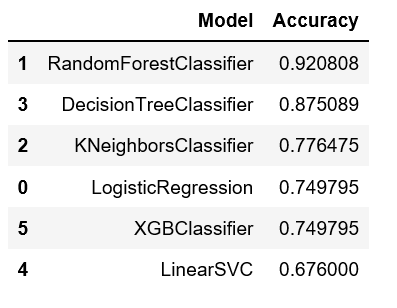 Model Accuracy
1 RandomForestClassifier 0.920808
3 DecisionTreeClassifier 0.875089
2 KNeighborsClassifier 0.776475
0 LogisticRegression 0.749795
5 XGBClassifier 0.749795
4 LinearSVC 0.676000